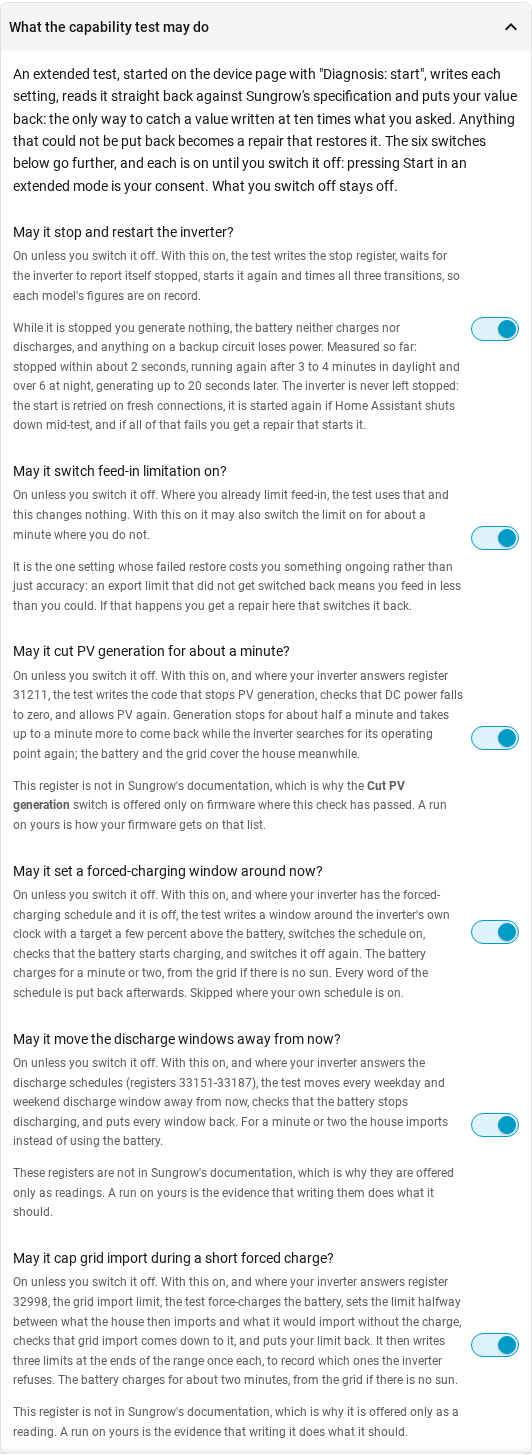 What the capability test may do
An extended test, started on the device page with "Diagnosis: start", writes each
setting, reads it straight back against Sungrow's specification and puts your value
back: the only way to catch a value written at ten times what you asked. Anything
that could not be put back becomes a repair that restores it. The six switches
below go further, and each is on until you switch it off: pressing Start in an
extended mode is your consent. What you switch off stays off.
May it stop and restart the inverter?
On unless you switch it off. With this on, the test writes the stop register, waits for
the inverter to report itself stopped, starts it again and times all three transitions, so
each model's figures are on record.
While it is stopped you generate nothing, the battery neither charges nor
discharges, and anything on a backup circuit loses power. Measured so far:
stopped within about 2 seconds, running again after 3 to 4 minutes in daylight and
over 6 at night, generating up to 20 seconds later. The inverter is never left stopped:
the start is retried on fresh connections, it is started again if Home Assistant shuts
down mid-test, and if all of that fails you get a repair that starts it.
May it switch feed-in limitation on?
On unless you switch it off. Where you already limit feed-in, the test uses that and
this changes nothing. With this on it may also switch the limit on for about a
minute where you do not.
It is the one setting whose failed restore costs you something ongoing rather than
just accuracy: an export limit that did not get switched back means you feed in less
than you could. If that happens you get a repair here that switches it back.
May it cut PV generation for about a minute?
On unless you switch it off. With this on, and where your inverter answers register
31211, the test writes the code that stops PV generation, checks that DC power falls
to zero, and allows PV again. Generation stops for about half a minute and takes
up to a minute more to come back while the inverter searches for its operating
point again; the battery and the grid cover the house meanwhile.
This register is not in Sungrow's documentation, which is why the Cut PV
generation switch is offered only on firmware where this check has passed. A run
on yours is how your firmware gets on that list.
May it set a forced-charging window around now?
On unless you switch it off. With this on, and where your inverter has the forced-
charging schedule and it is off, the test writes a window around the inverter's own
clock with a target a few percent above the battery, switches the schedule on,
checks that the battery starts charging, and switches it off again. The battery
charges for a minute or two, from the grid if there is no sun. Every word of the
schedule is put back afterwards. Skipped where your own schedule is on.
May it move the discharge windows away from now?
On unless you switch it off. With this on, and where your inverter answers the
discharge schedules (registers 33151-33187), the test moves every weekday and
weekend discharge window away from now, checks that the battery stops
discharging, and puts every window back. For a minute or two the house imports
instead of using the battery.
These registers are not in Sungrow's documentation, which is why they are offered
only as readings. A run on yours is the evidence that writing them does what it
should.
May it cap grid import during a short forced charge?
On unless you switch it off. With this on, and where your inverter answers register
32998, the grid import limit, the test force-charges the battery, sets the limit halfway
between what the house then imports and what it would import without the charge,
checks that grid import comes down to it, and puts your limit back. It then writes
three limits at the ends of the range once each, to record which ones the inverter
refuses. The battery charges for about two minutes, from the grid if there is no sun.
This register is not in Sungrow's documentation, which is why it is offered only as a
reading. A run on yours is the evidence that writing it does what it should.